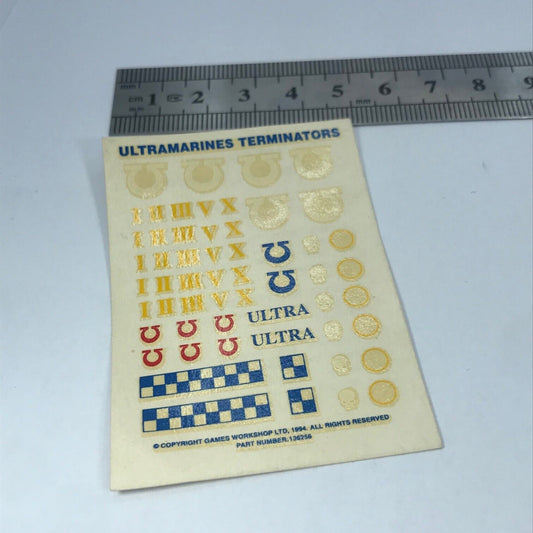 mm 1 2 3 4 5 6 7 8 9
cm
ULTRAMARINES TERMINATORS
I II III V X
I II III V X
I II III V X
I II III V X
I II III V X
ULTRA
ULTRA
© COPYRIGHT GAMES WORKSHOP LTD, 1994. ALL RIGHTS RESERVED
PART NUMBER.136256